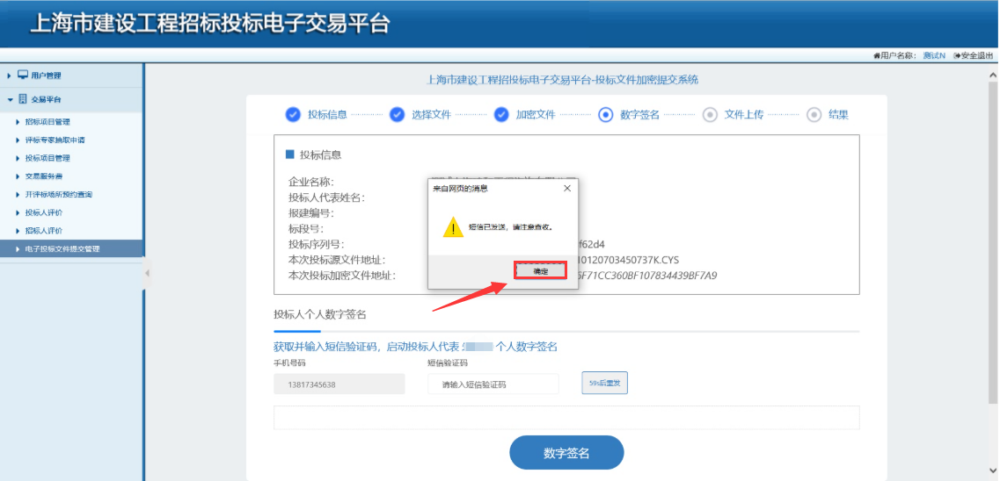 上海市建设工程招标投标电子交易平台
用户名称： 测试N 安全退出
用户管理
交易平台
招标项目管理
评标专家抽取申请
投标项目管理
交易服务费
开评标场所预约查询
投标人评价
招标人评价
电子投标文件提交管理
上海市建设工程招投标电子交易平台-投标文件加密提交系统
投标信息 选择文件 加密文件 数字签名 文件上传 结果
投标信息
企业名称：
投标人代表姓名：
报建编号：
标段号：
投标序列号： f62d4
本次投标源文件地址： 10120703450737K.CYS
本次投标加密文件地址： 5F71CC360BF107834439BF7A9
来自网页的消息
短信已发送，请注意查收。
确定
投标人个人数字签名
获取并输入短信验证码，启动投标人代表 个人数字签名
手机号码 短信验证码
13817345638 请输入短信验证码 59s后重发
数字签名